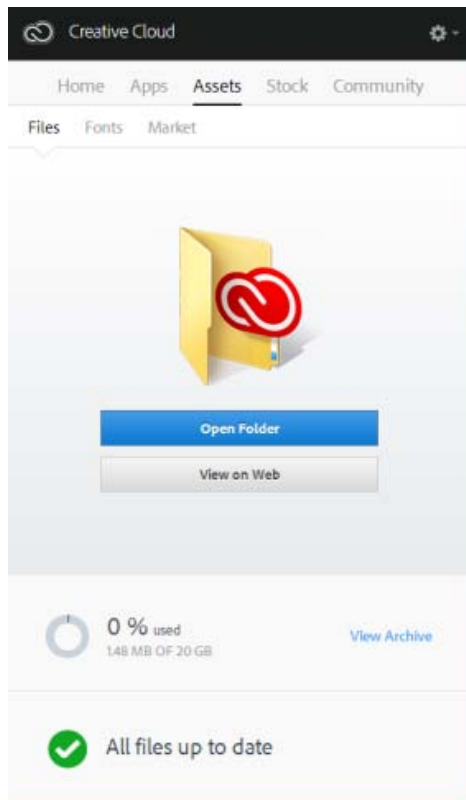 Creative Cloud
Home Apps Assets Stock Community
Files Fonts Market
Open Folder
View on Web
0 % used
1.48 MB OF 20 GB
View Archive
All files up to date